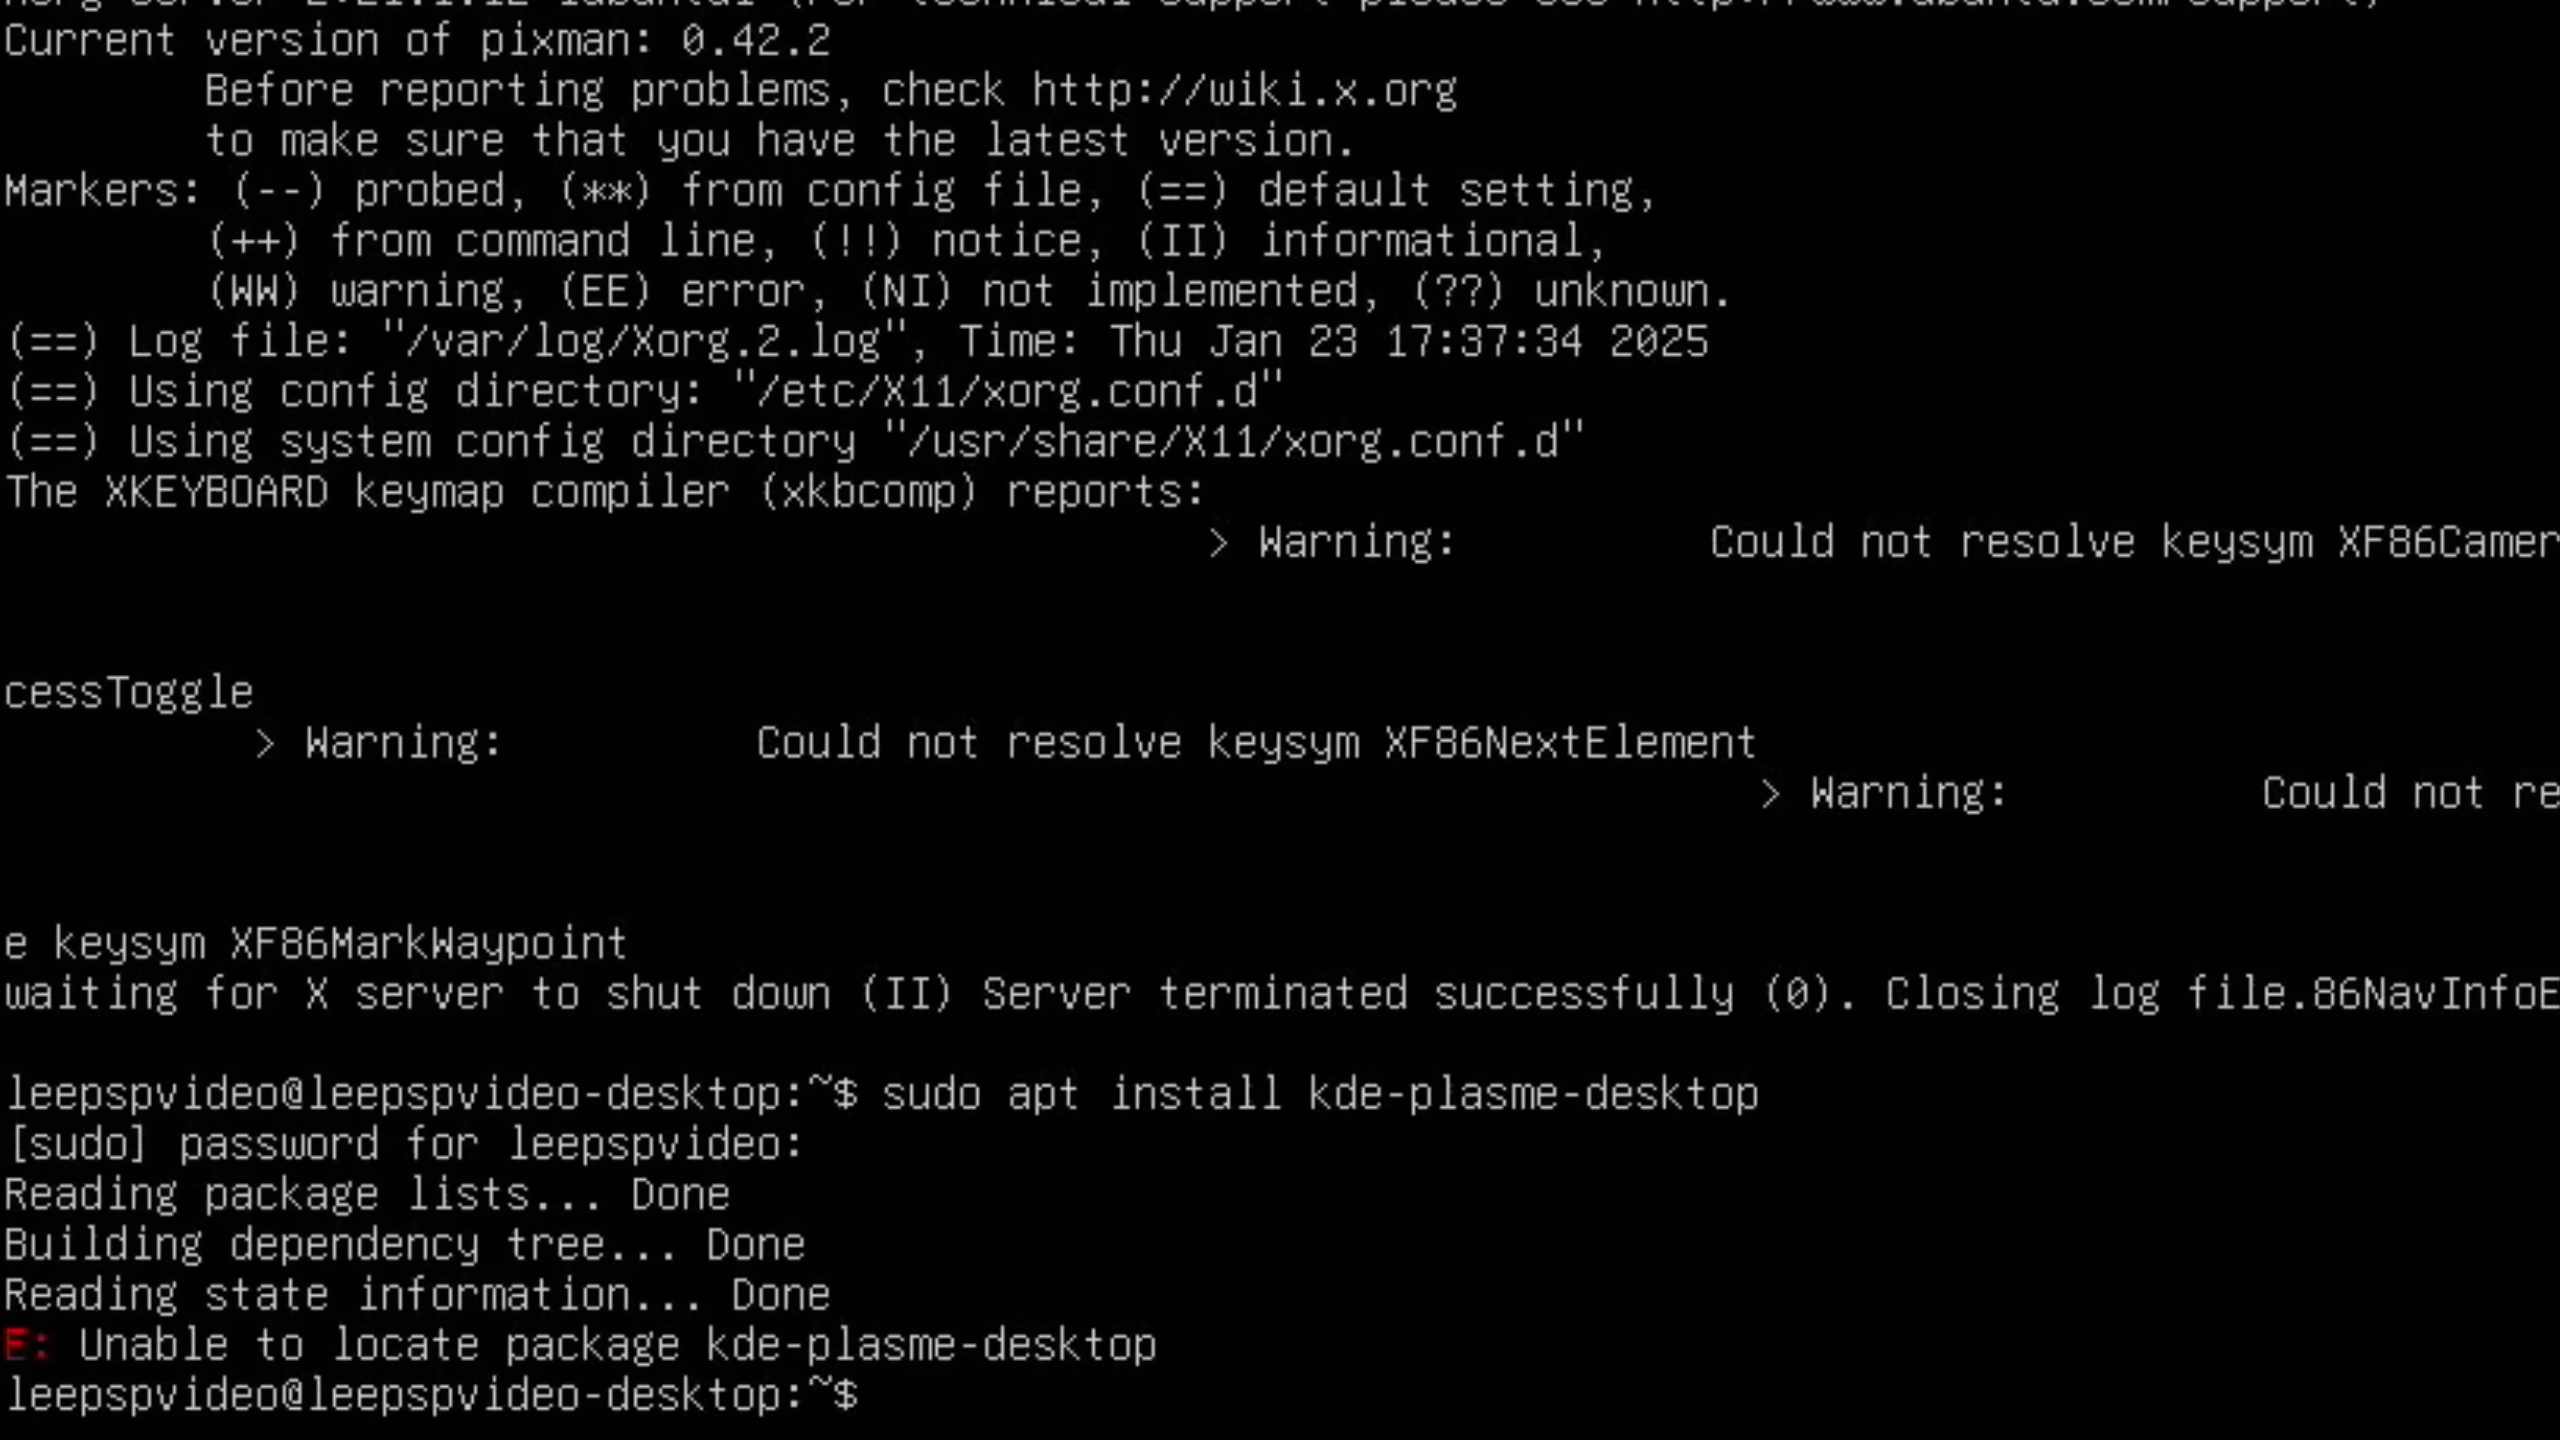 Current version of pixman: 0.42.2
Before reporting problems, check http://wiki.x.org
to make sure that you have the latest version.
Markers: (--) probed, (**) from config file, (==) default setting,
(++) from command line, (!!) notice, (II) informational,
(WW) warning, (EE) error, (NI) not implemented, (??) unknown.
(==) Log file: "/var/log/Xorg.2.log", Time: Thu Jan 23 17:37:34 2025
(==) Using config directory: "/etc/X11/xorg.conf.d"
(==) Using system config directory "/usr/share/X11/xorg.conf.d"
The XKEYBOARD keymap compiler (xkbcomp) reports:
> Warning: Could not resolve keysym XF86Camer
cessToggle
> Warning: Could not resolve keysym XF86NextElement
> Warning: Could not re
e keysym XF86MarkWaypoint
waiting for X server to shut down (II) Server terminated successfully (0). Closing log file.86NavInfoE
leepspvideo@leepspvideo-desktop:~$ sudo apt install kde-plasme-desktop
[sudo] password for leepspvideo:
Reading package lists... Done
Building dependency tree... Done
Reading state information... Done
E: Unable to locate package kde-plasme-desktop
leepspvideo@leepspvideo-desktop:~$